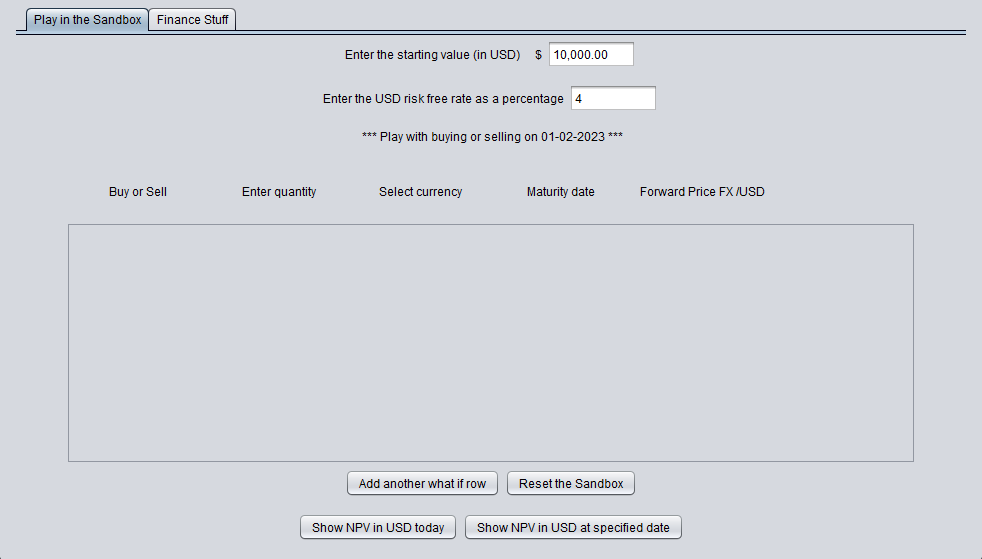 Play in the Sandbox Finance Stuff
Enter the starting value (in USD) $ 10,000.00
Enter the USD risk free rate as a percentage 4
*** Play with buying or selling on 01-02-2023 ***
Buy or Sell Enter quantity Select currency Maturity date Forward Price FX /USD
Add another what if row Reset the Sandbox
Show NPV in USD today Show NPV in USD at specified date